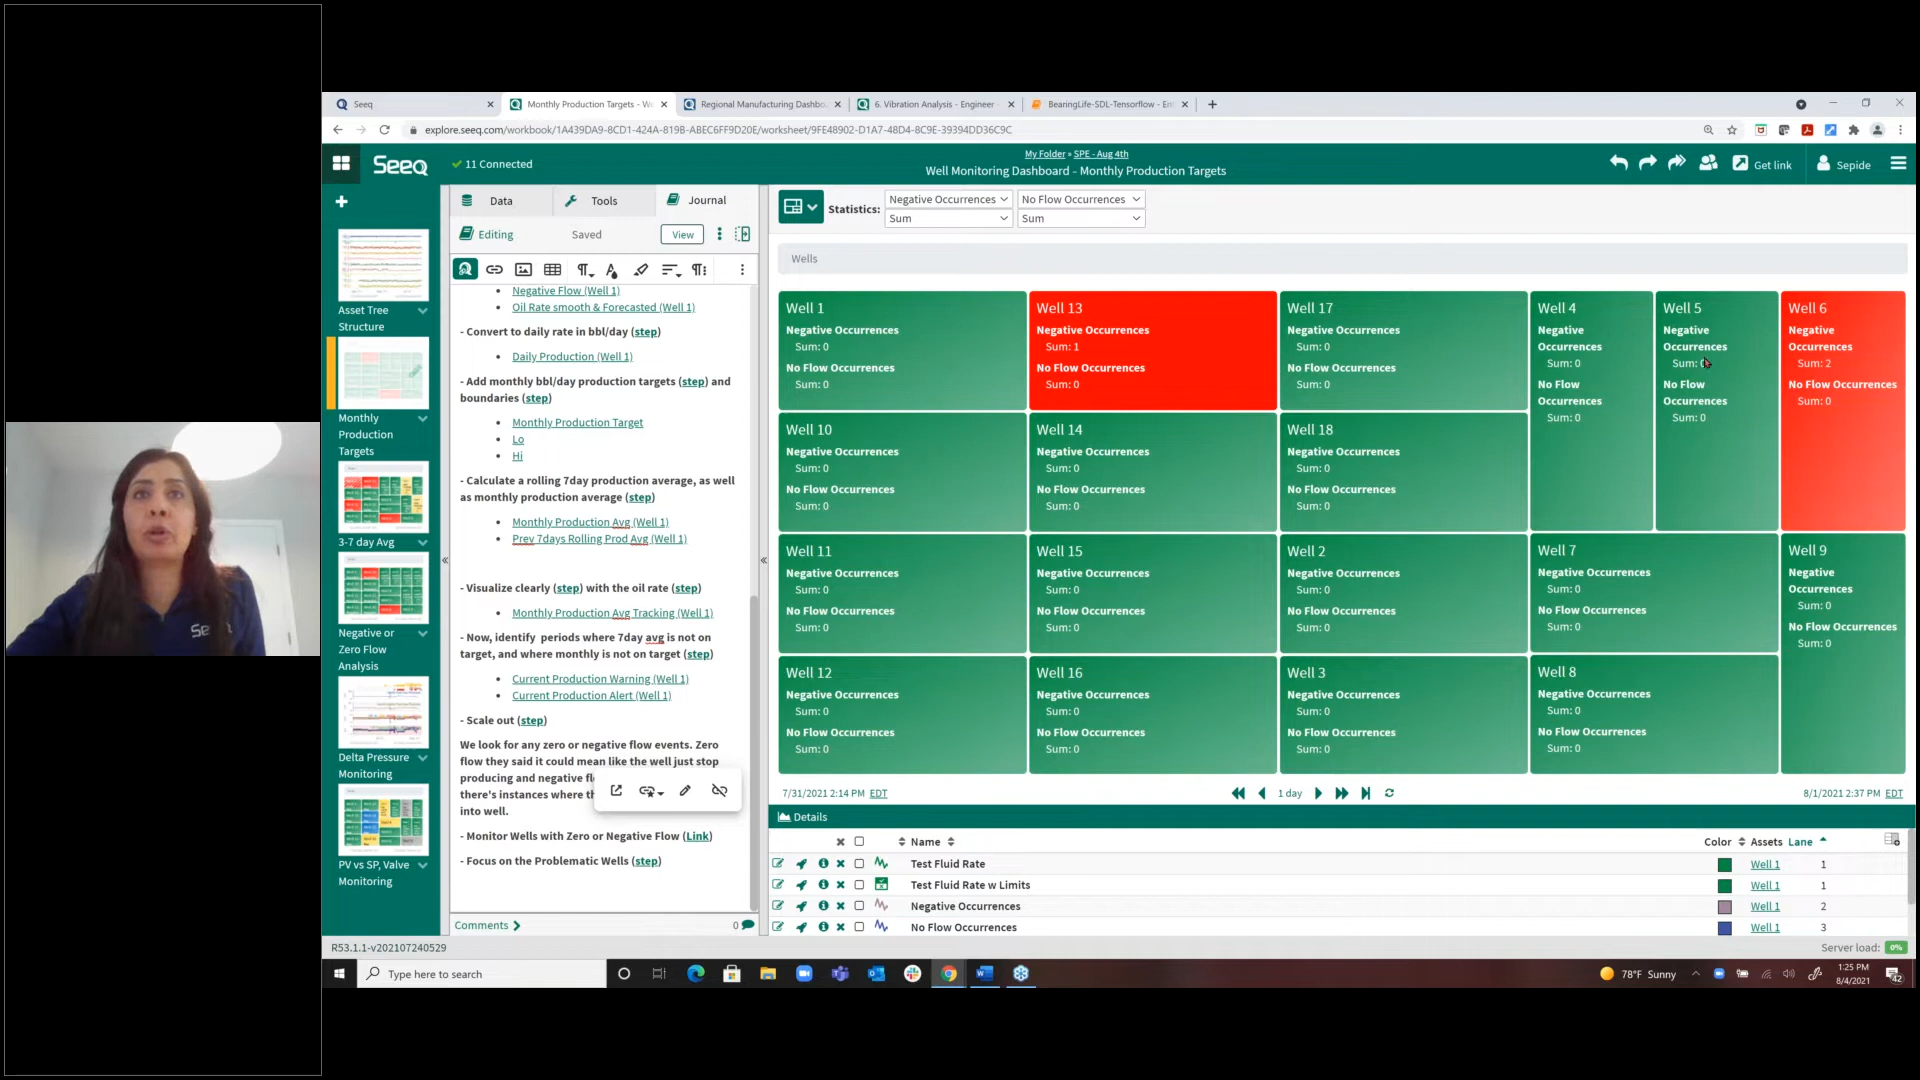 Seeq
Monthly Production Targets - We
Regional Manufacturing Dashbo
6. Vibration Analysis - Engineer
BearingLife-SDL-Tensorflow - En
explore.seeq.com/workbook/1A439DA9-8CD1-424A-819B-ABEC6FF9D20E/worksheet/9FE48902-D1A7-48D4-8C9E-39394DD36C9C
Seeq
11 Connected
My Folder » SPE - Aug 4th
Well Monitoring Dashboard - Monthly Production Targets
Get link
Sepide
Asset Tree
Structure
Monthly
Production
Targets
3-7 day Avg
Negative or
Zero Flow
Analysis
Delta Pressure
Monitoring
PV vs SP, Valve
Monitoring
Data
Tools
Journal
Editing
Saved
View
Negative Flow (Well 1)
Oil Rate smooth & Forecasted (Well 1)
- Convert to daily rate in bbl/day (step)
Daily Production (Well 1)
- Add monthly bbl/day production targets (step) and
boundaries (step)
Monthly Production Target
Lo
Hi
- Calculate a rolling 7day production average, as well
as monthly production average (step)
Monthly Production Avg (Well 1)
Prev 7days Rolling Prod Avg (Well 1)
- Visualize clearly (step) with the oil rate (step)
Monthly Production Avg Tracking (Well 1)
- Now, identify periods where 7day avg is not on
target, and where monthly is not on target (step)
Current Production Warning (Well 1)
Current Production Alert (Well 1)
- Scale out (step)
We look for any zero or negative flow events. Zero
flow they said it could mean like the well just stop
producing and negative fl
there's instances where th
into well.
- Monitor Wells with Zero or Negative Flow (Link)
- Focus on the Problematic Wells (step)
Comments
0
Statistics:
Negative Occurrences
No Flow Occurrences
Sum
Sum
Wells
Well 1
Negative Occurrences
Sum: 0
No Flow Occurrences
Sum: 0
Well 13
Negative Occurrences
Sum: 1
No Flow Occurrences
Sum: 0
Well 17
Negative Occurrences
Sum: 0
No Flow Occurrences
Sum: 0
Well 4
Negative
Occurrences
Sum: 0
No Flow
Occurrences
Sum: 0
Well 5
Negative
Occurrences
Sum:
No Flow
Occurrences
Sum: 0
Well 6
Negative
Occurrences
Sum: 2
No Flow Occurrences
Sum: 0
Well 10
Negative Occurrences
Sum: 0
No Flow Occurrences
Sum: 0
Well 14
Negative Occurrences
Sum: 0
No Flow Occurrences
Sum: 0
Well 18
Negative Occurrences
Sum: 0
No Flow Occurrences
Sum: 0
Well 11
Negative Occurrences
Sum: 0
No Flow Occurrences
Sum: 0
Well 15
Negative Occurrences
Sum: 0
No Flow Occurrences
Sum: 0
Well 2
Negative Occurrences
Sum: 0
No Flow Occurrences
Sum: 0
Well 7
Negative Occurrences
Sum: 0
No Flow Occurrences
Sum: 0
Well 9
Negative
Occurrences
Sum: 0
No Flow Occurrences
Sum: 0
Well 12
Negative Occurrences
Sum: 0
No Flow Occurrences
Sum: 0
Well 16
Negative Occurrences
Sum: 0
No Flow Occurrences
Sum: 0
Well 3
Negative Occurrences
Sum: 0
No Flow Occurrences
Sum: 0
Well 8
Negative Occurrences
Sum: 0
No Flow Occurrences
Sum: 0
7/31/2021 2:14 PM EDT
1 day
8/1/2021 2:37 PM EDT
Details
Name
Color
Assets
Lane
Test Fluid Rate
Well 1
1
Test Fluid Rate w Limits
Well 1
1
Negative Occurrences
Well 1
2
No Flow Occurrences
Well 1
3
R53.1.1-v202107240529
Server load: 0%
Type here to search
78°F Sunny
1:25 PM
8/4/2021
42
See